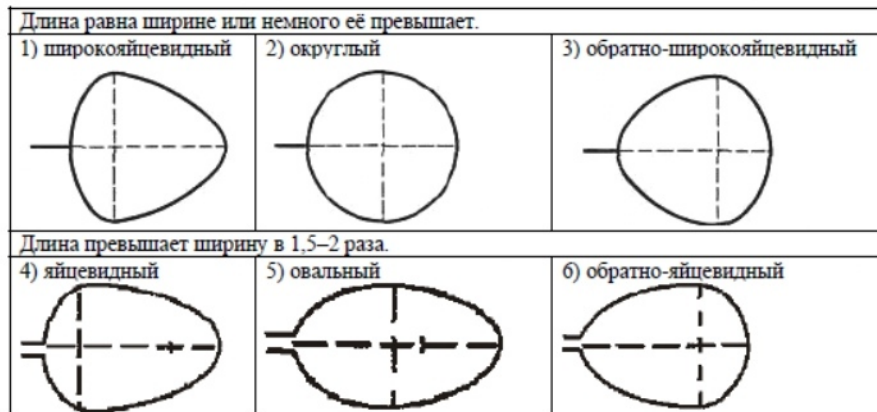 Длина равна ширине или немного её превышает.
1) широкояйцевидный
2) округлый
3) обратно-широкояйцевидный
Длина превышает ширину в 1,5–2 раза.
4) яйцевидный
5) овальный
6) обратно-яйцевидный